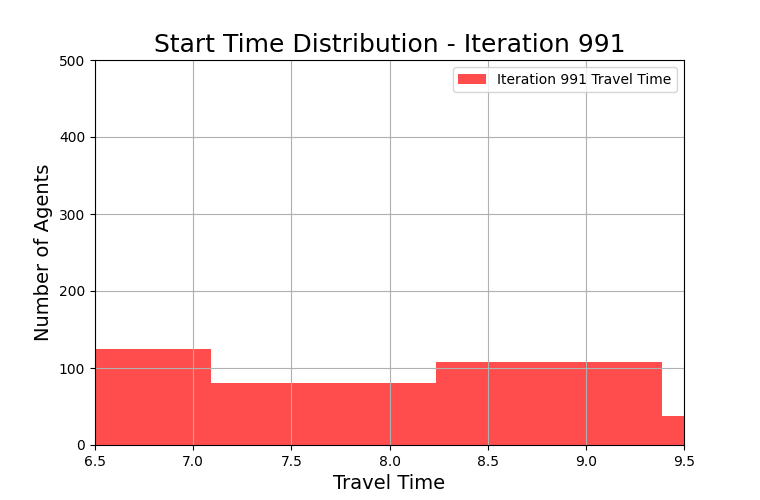 Start Time Distribution - Iteration 991
Iteration 991 Travel Time
Number of Agents
500
400
300
200
100
0
6.5 7.0 7.5 8.0 8.5 9.0 9.5
Travel Time